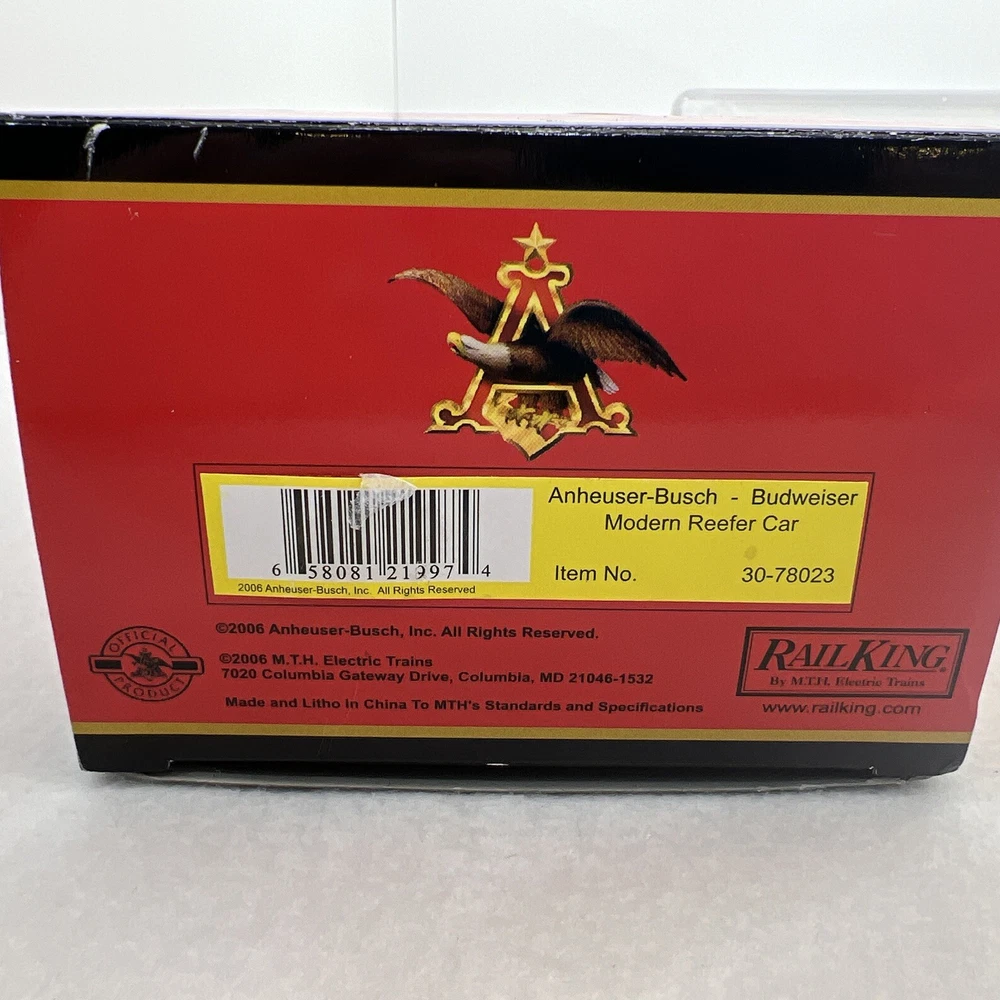 Anheuser-Busch - Budweiser
Modern Reefer Car
Item No. 30-78023
6 58081 21997 4
2006 Anheuser-Busch, Inc. All Rights Reserved
©2006 Anheuser-Busch, Inc. All Rights Reserved.
©2006 M.T.H. Electric Trains
7020 Columbia Gateway Drive, Columbia, MD 21046-1532
Made and Litho in China To MTH's Standards and Specifications
OFFICIAL
PRODUCT
RAILKING®
By M.T.H. Electric Trains
www.railking.com